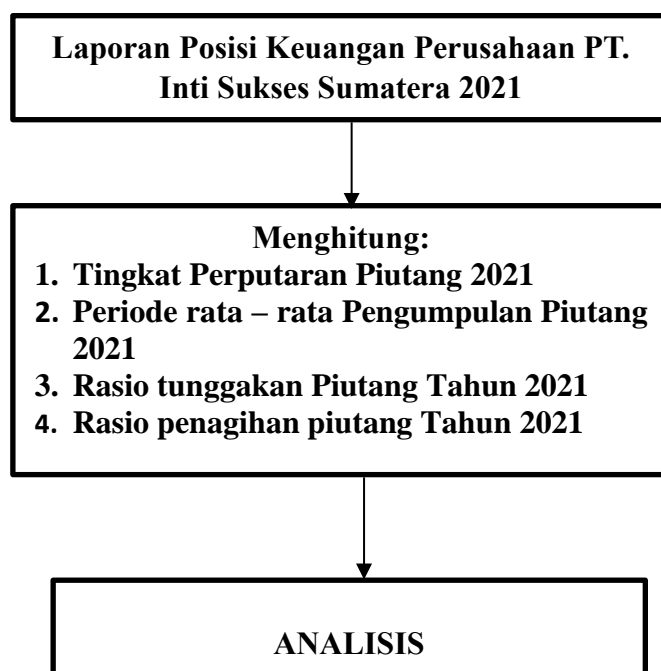 Laporan Posisi Keuangan Perusahaan PT.
Inti Sukses Sumatera 2021
Menghitung:
1. Tingkat Perputaran Piutang 2021
2. Periode rata – rata Pengumpulan Piutang
2021
3. Rasio tunggakan Piutang Tahun 2021
4. Rasio penagihan piutang Tahun 2021
ANALISIS